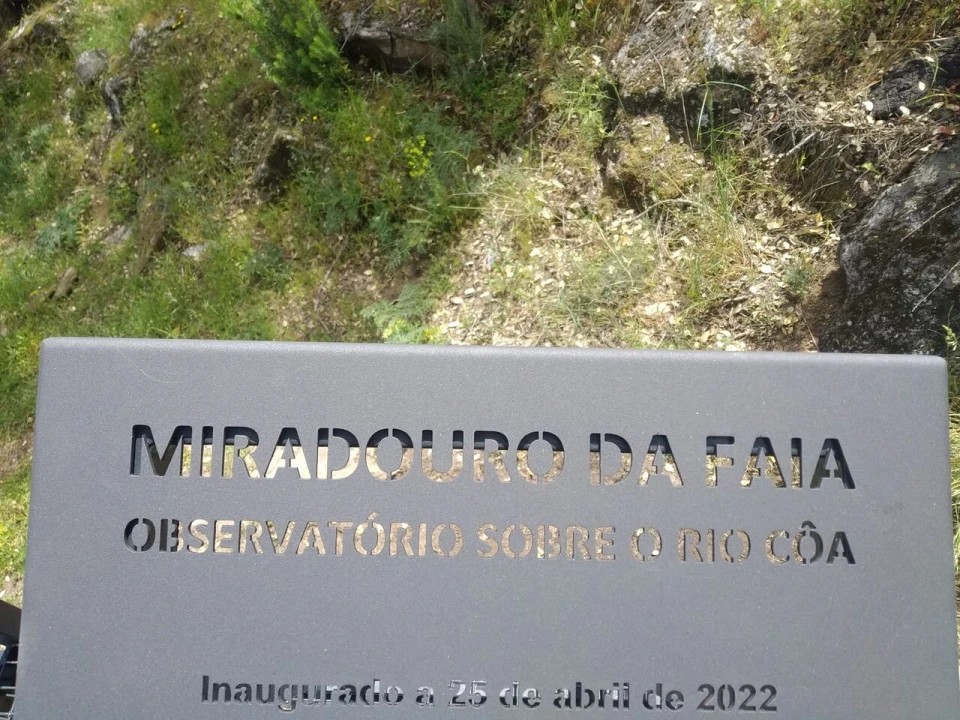 MIRADOURO DA FAIA
OBSERVATÓRIO SOBRE O RIO CÔA
Inaugurado a 25 de abril de 2022